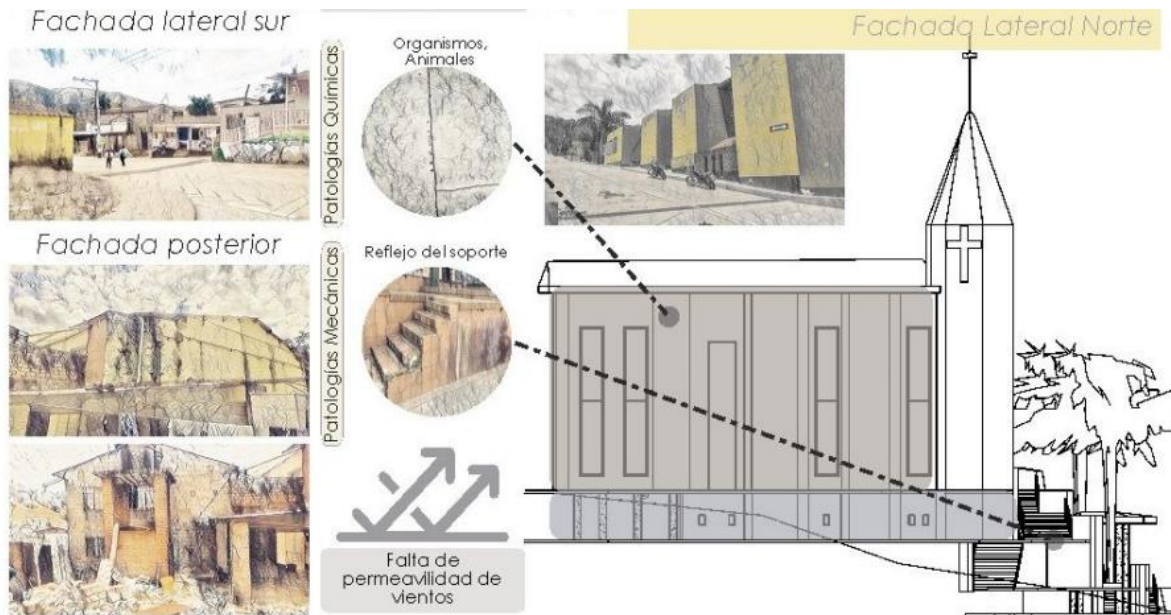 Fachada lateral sur
Fachada posterior
Patologías Químicas
Organismos,
Animales
Patologías Mecánicas
Reflejo del soporte
Falta de
permeavilidad de
vientos
Fachada Lateral Norte